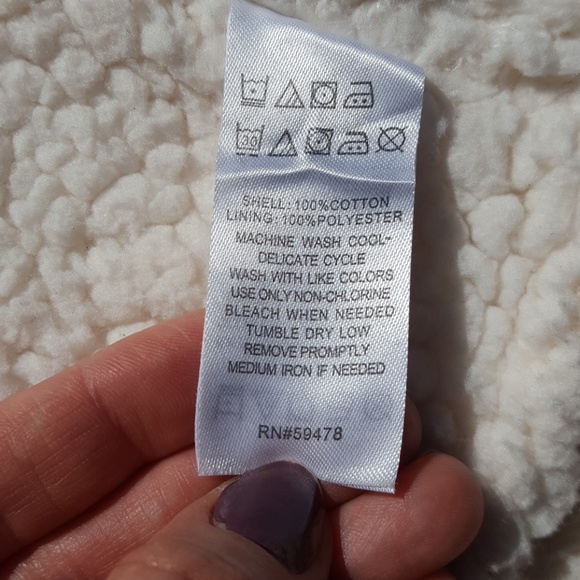 SHELL: 100%COTTON
LINING: 100%POLYESTER
MACHINE WASH COOL-
DELICATE CYCLE
WASH WITH LIKE COLORS
USE ONLY NON-CHLORINE
BLEACH WHEN NEEDED
TUMBLE DRY LOW
REMOVE PROMPTLY
MEDIUM IRON IF NEEDED
RN#59478